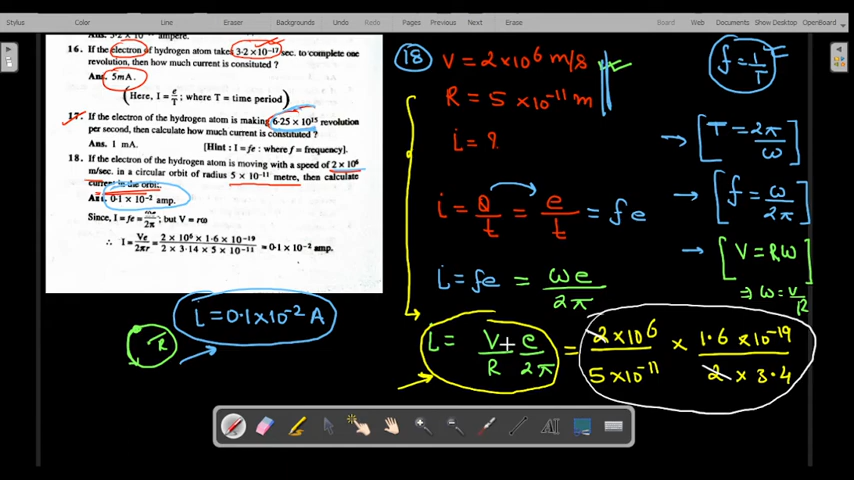 Stylus
Color
Line
Eraser
Backgrounds
Undo
Redo
Pages
Previous
Next
Erase
Board
Web
Documents
Show Desktop
OpenBoard
16. If the electron of hydrogen atom takes 3·2 × 10⁻¹⁷ sec. to complete one
revolution, then how much current is consituted ?
Ans. 5mA.
(Here, I = e/T; where T = time period)
17. If the electron of the hydrogen atom is making 6·25 × 10¹⁵ revolution
per second, then calculate how much current is constituted ?
Ans. 1 mA. [Hint : I = fe : where f = frequency].
18. If the electron of the hydrogen atom is moving with a speed of 2 × 10⁶
m/sec. in a circular orbit of radius 5 × 10⁻¹¹ metre, then calculate
current in the orbit.
Ans. 0·1 × 10⁻² amp.
Since, I = fe = /2π; but V = rω
∴ I = Ve/2πr = 2 × 10⁶ × 1·6 × 10⁻¹⁹/2 × 3·14 × 5 × 10⁻¹¹ = 0·1 × 10⁻² amp.
i = 0·1 × 10⁻² A
R
18
V = 2×10⁶ m/s
R = 5 × 10⁻¹¹ m
i = ?
i = Q/t = e/t = fe
i = fe = ωe/2π
i = V/R + e/2π = 2×10⁶/5×10⁻¹¹ × 1·6 × 10⁻¹⁹/2 × 3·4
f = 1/T
→ [T = 2π/ω]
→ [f = ω/2π]
→ [V = Rω
⇒ ω = v/R]